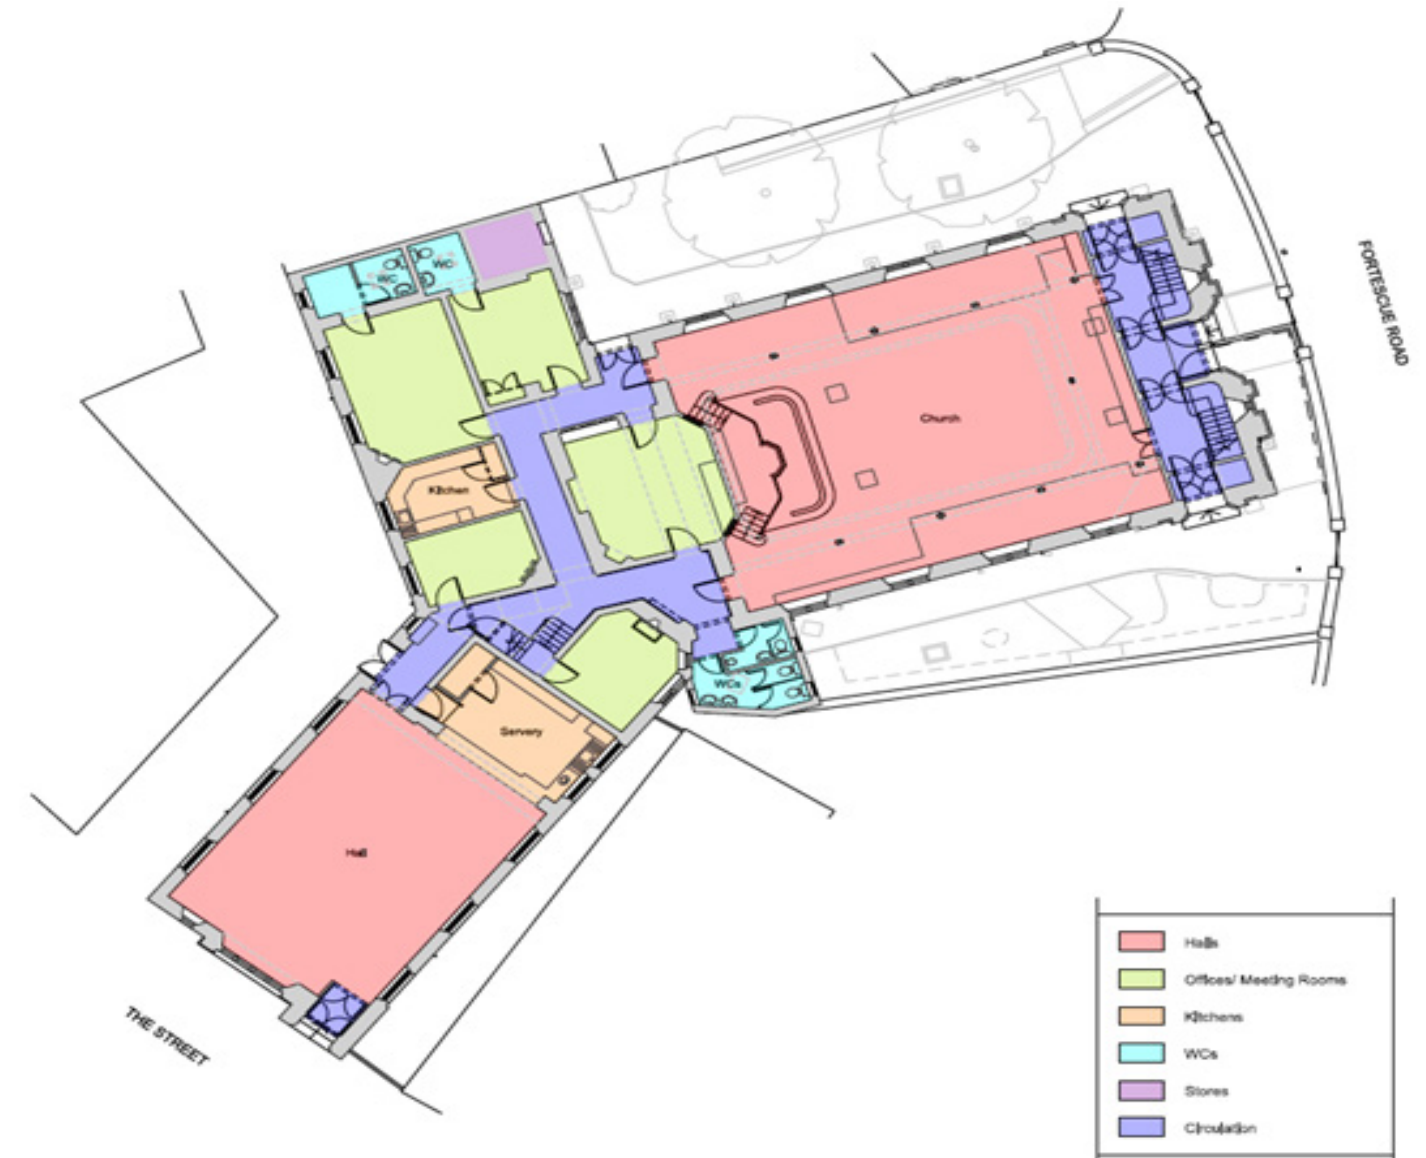 FORTESCUE ROAD
WC
WC
Church
Kitchen
WCs
Servery
Hall
THE STREET
Halls
Offices/ Meeting Rooms
Kitchens
WCs
Stores
Circulation